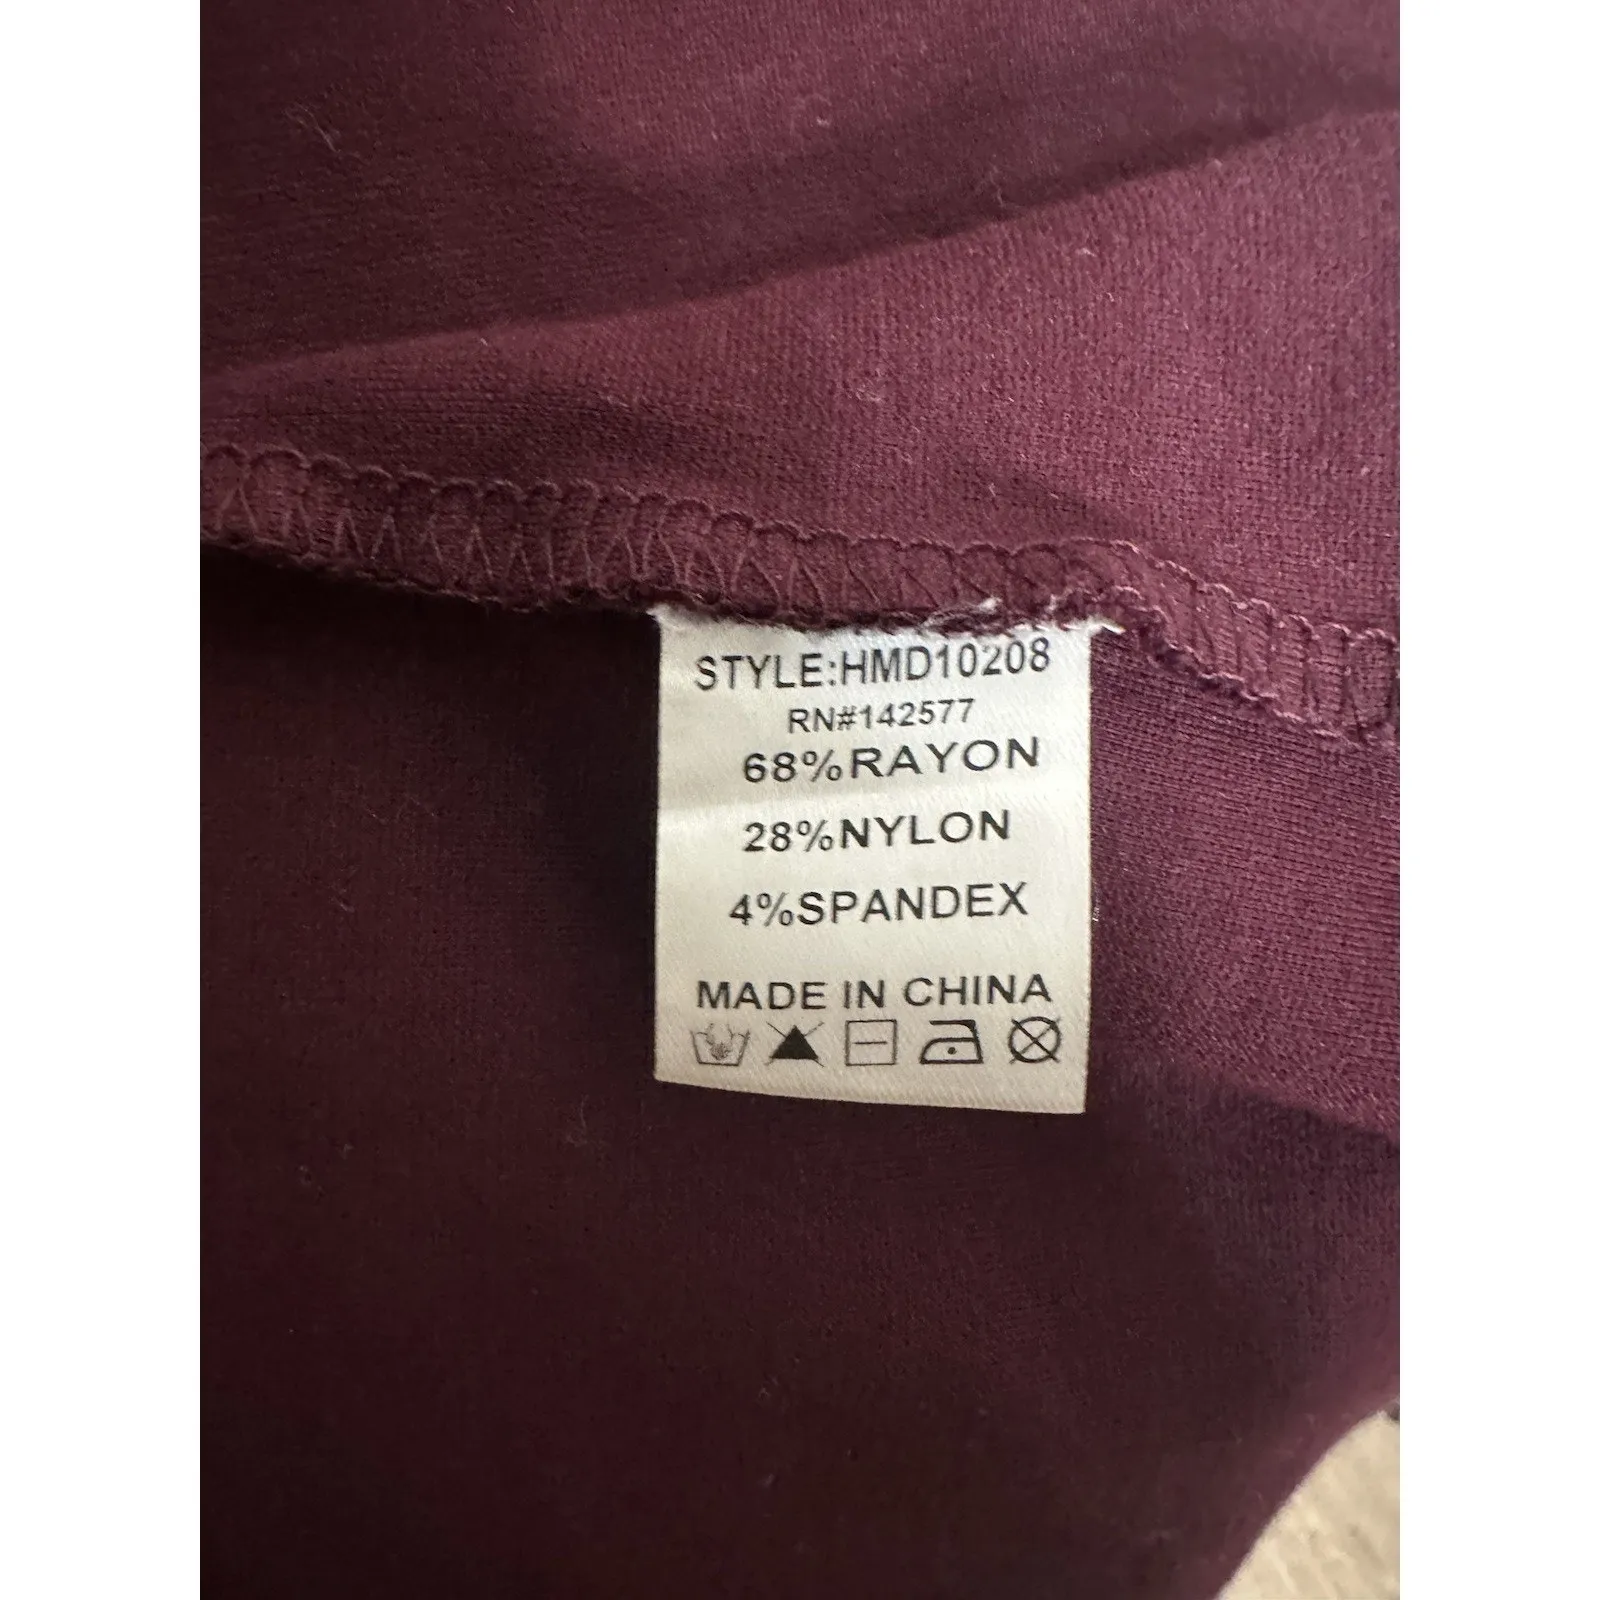 STYLE:HMD10208
RN#142577
68%RAYON
28%NYLON
4%SPANDEX
MADE IN CHINA